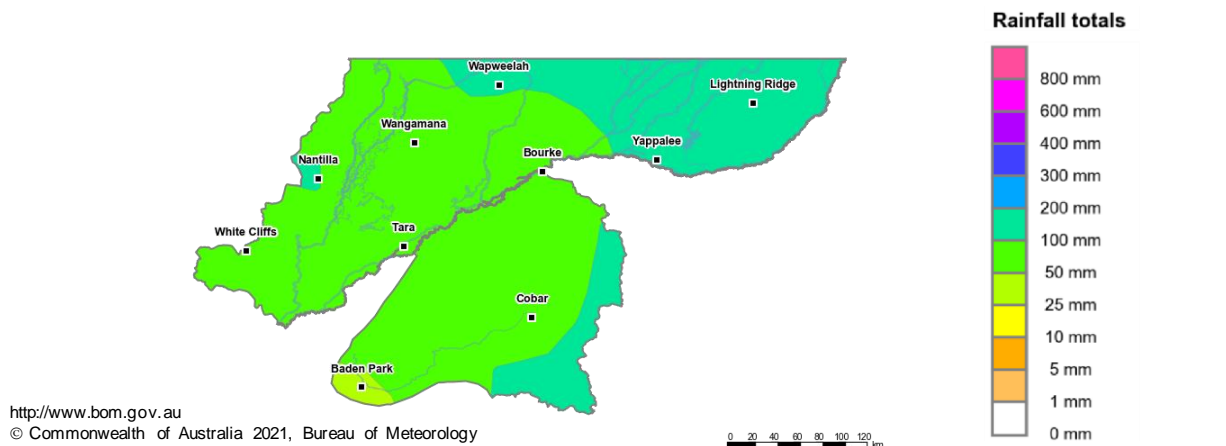 Rainfall totals
800 mm
600 mm
400 mm
300 mm
200 mm
100 mm
50 mm
25 mm
10 mm
5 mm
1 mm
0 mm
Wapweelah
Lightning Ridge
Wangamana
Yappalee
Bourke
Nantilla
White Cliffs
Tara
Cobar
Baden Park
http://www.bom.gov.au
© Commonwealth of Australia 2021, Bureau of Meteorology
0 20 40 60 80 100 120
km